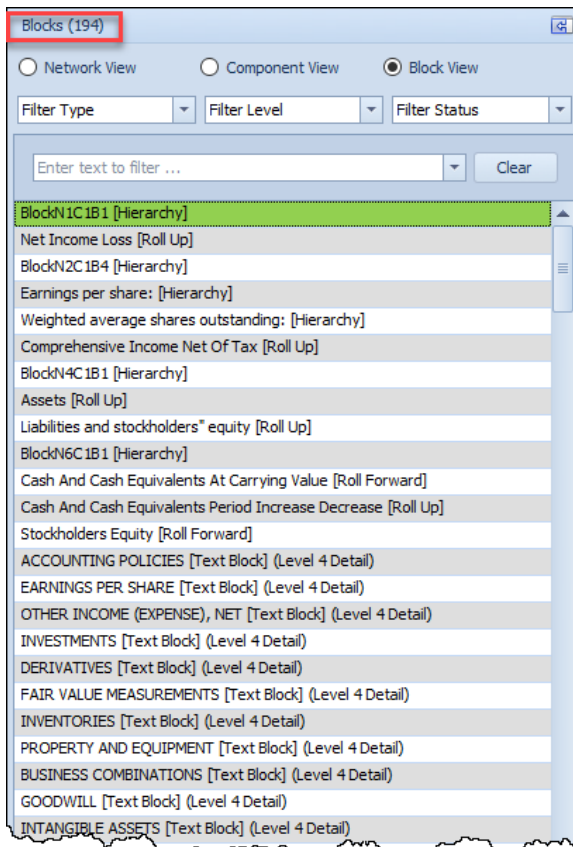 Blocks (194)
Network View Component View Block View
Filter Type Filter Level Filter Status
Enter text to filter ... Clear
BlockN1C1B1 [Hierarchy]
Net Income Loss [Roll Up]
BlockN2C1B4 [Hierarchy]
Earnings per share: [Hierarchy]
Weighted average shares outstanding: [Hierarchy]
Comprehensive Income Net Of Tax [Roll Up]
BlockN4C1B1 [Hierarchy]
Assets [Roll Up]
Liabilities and stockholders" equity [Roll Up]
BlockN6C1B1 [Hierarchy]
Cash And Cash Equivalents At Carrying Value [Roll Forward]
Cash And Cash Equivalents Period Increase Decrease [Roll Up]
Stockholders Equity [Roll Forward]
ACCOUNTING POLICIES [Text Block] (Level 4 Detail)
EARNINGS PER SHARE [Text Block] (Level 4 Detail)
OTHER INCOME (EXPENSE), NET [Text Block] (Level 4 Detail)
INVESTMENTS [Text Block] (Level 4 Detail)
DERIVATIVES [Text Block] (Level 4 Detail)
FAIR VALUE MEASUREMENTS [Text Block] (Level 4 Detail)
INVENTORIES [Text Block] (Level 4 Detail)
PROPERTY AND EQUIPMENT [Text Block] (Level 4 Detail)
BUSINESS COMBINATIONS [Text Block] (Level 4 Detail)
GOODWILL [Text Block] (Level 4 Detail)
INTANGIBLE ASSETS [Text Block] (Level 4 Detail)